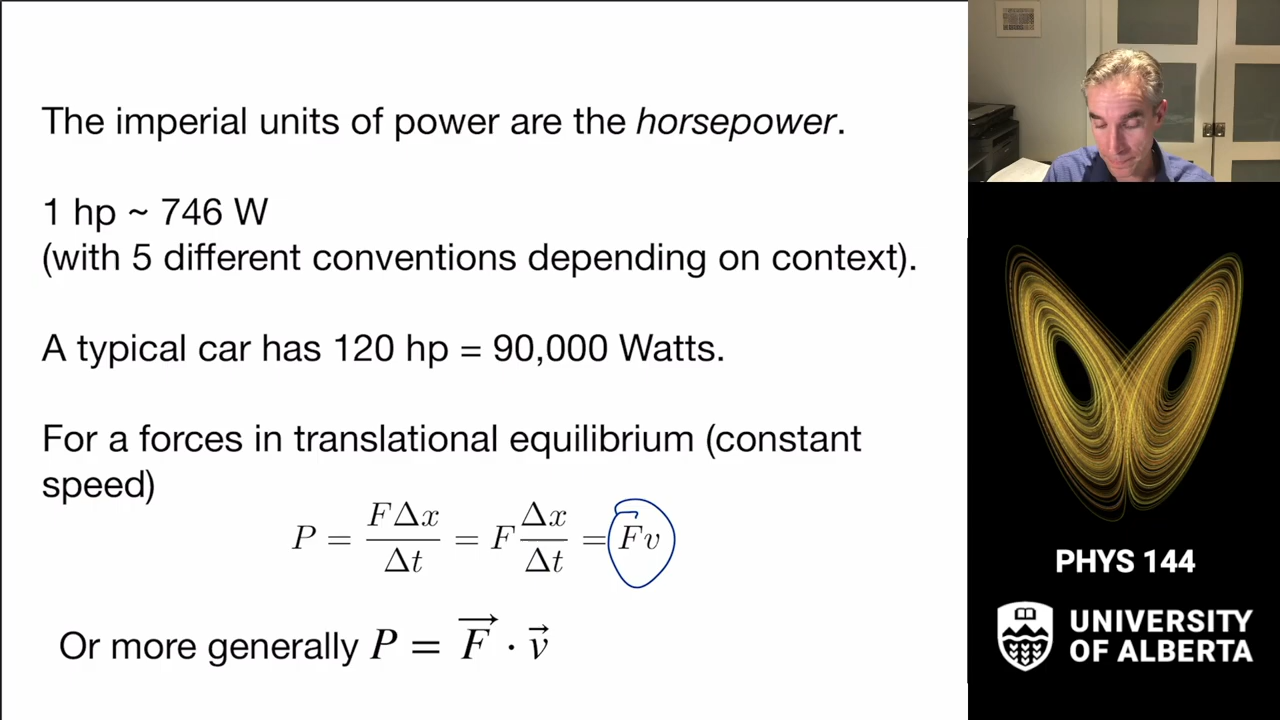 The imperial units of power are the horsepower.
1 hp ~ 746 W
(with 5 different conventions depending on context).
A typical car has 120 hp = 90,000 Watts.
For a forces in translational equilibrium (constant
speed)
P = FΔx/Δt = F Δx/Δt = Fv
Or more generally P = F⃗ · v⃗
PHYS 144
UNIVERSITY
OF ALBERTA